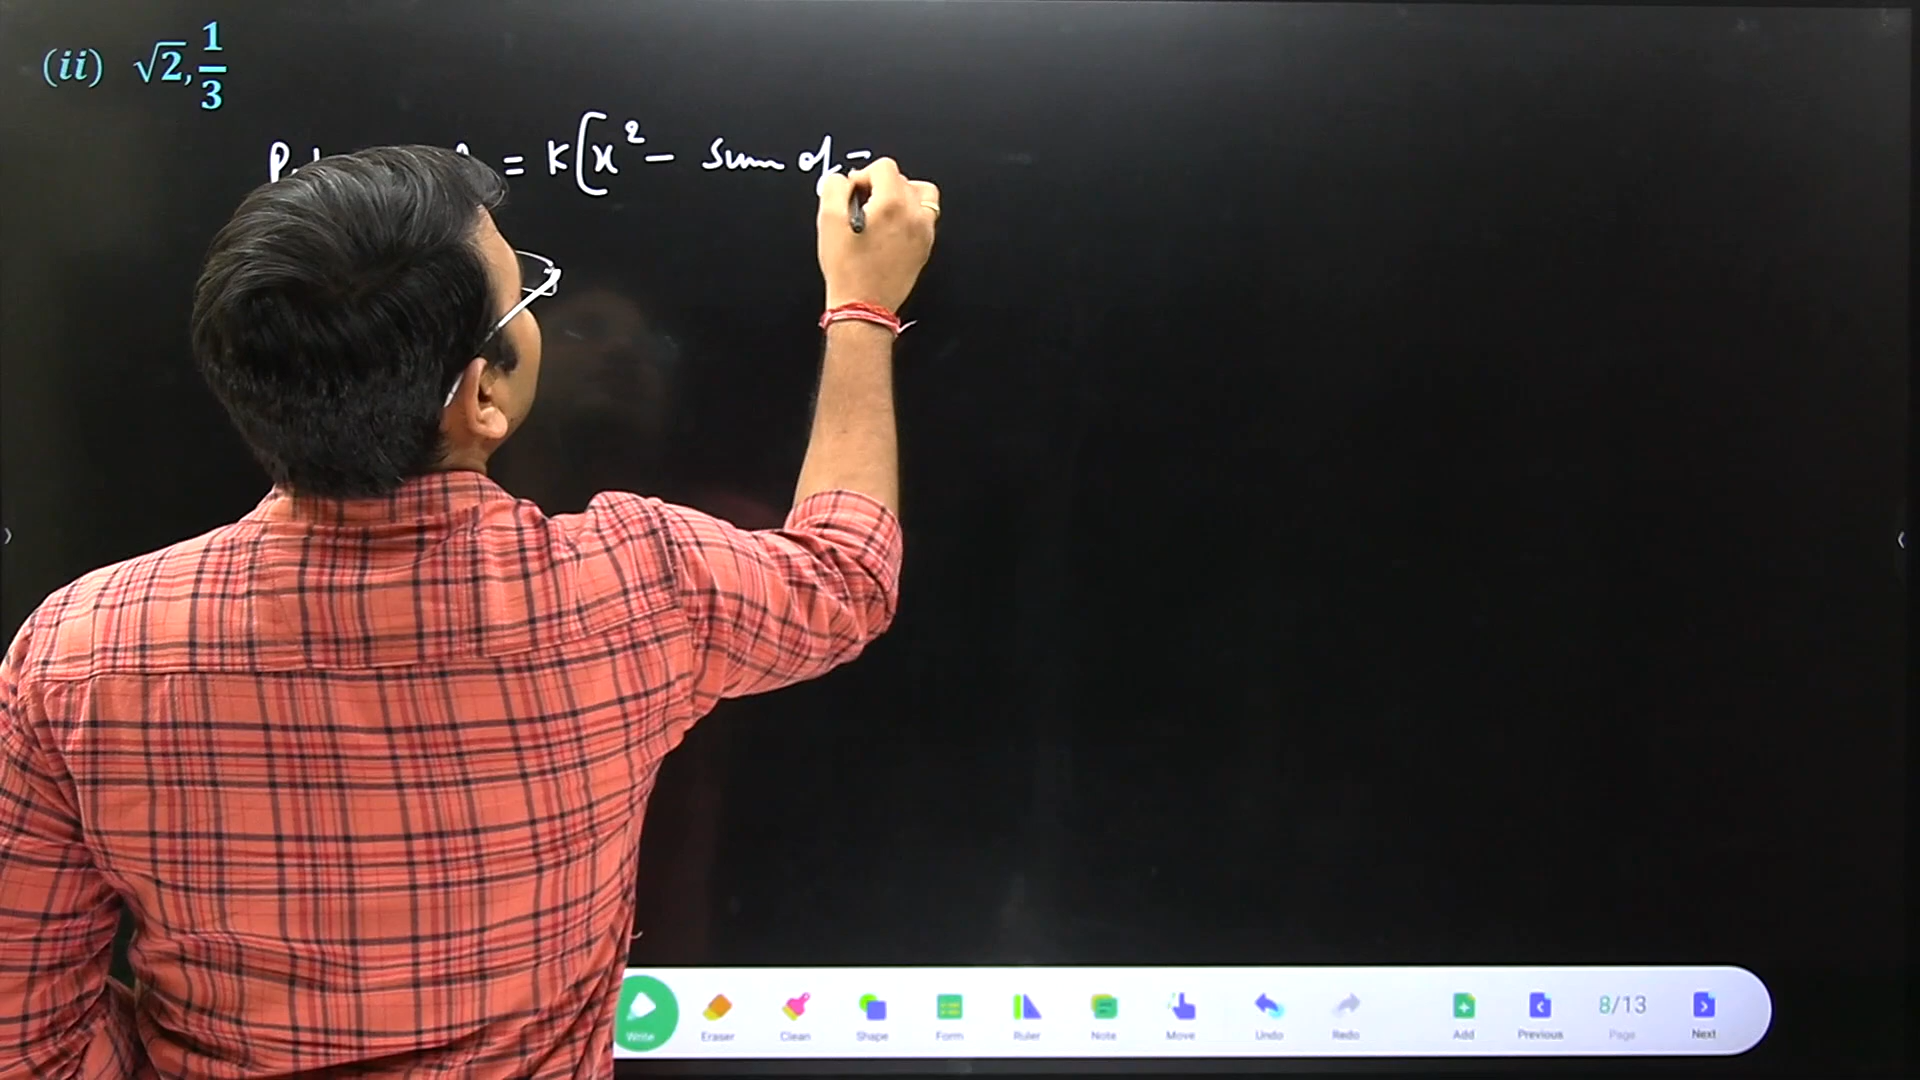 (ii) √2, 1/3
= K[x² - Sum of
Write Eraser Clean Shape Form Ruler Note Move Undo Redo Add Previous 8/13 Page Next